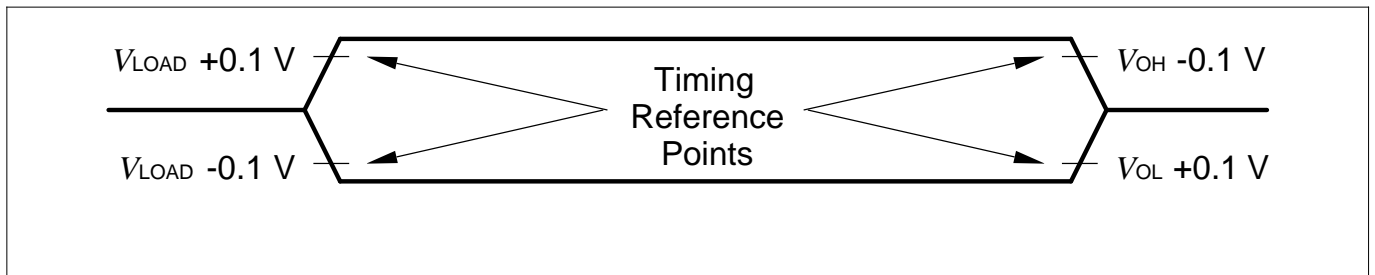 VLOAD +0.1 V
VLOAD -0.1 V
Timing
Reference
Points
VOH -0.1 V
VOL +0.1 V